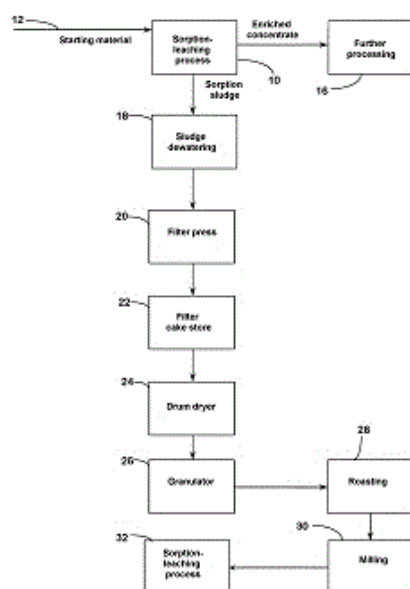 12
Starting material
Sorption-
leaching
process
10
Enriched
concentrate
Further
processing
16
Sorption
sludge
18
Sludge
dewatering
20
Filter press
22
Filter
cake store
24
Drum dryer
26
Granulator
28
Roasting
30
Milling
32
Sorption-
leaching
process